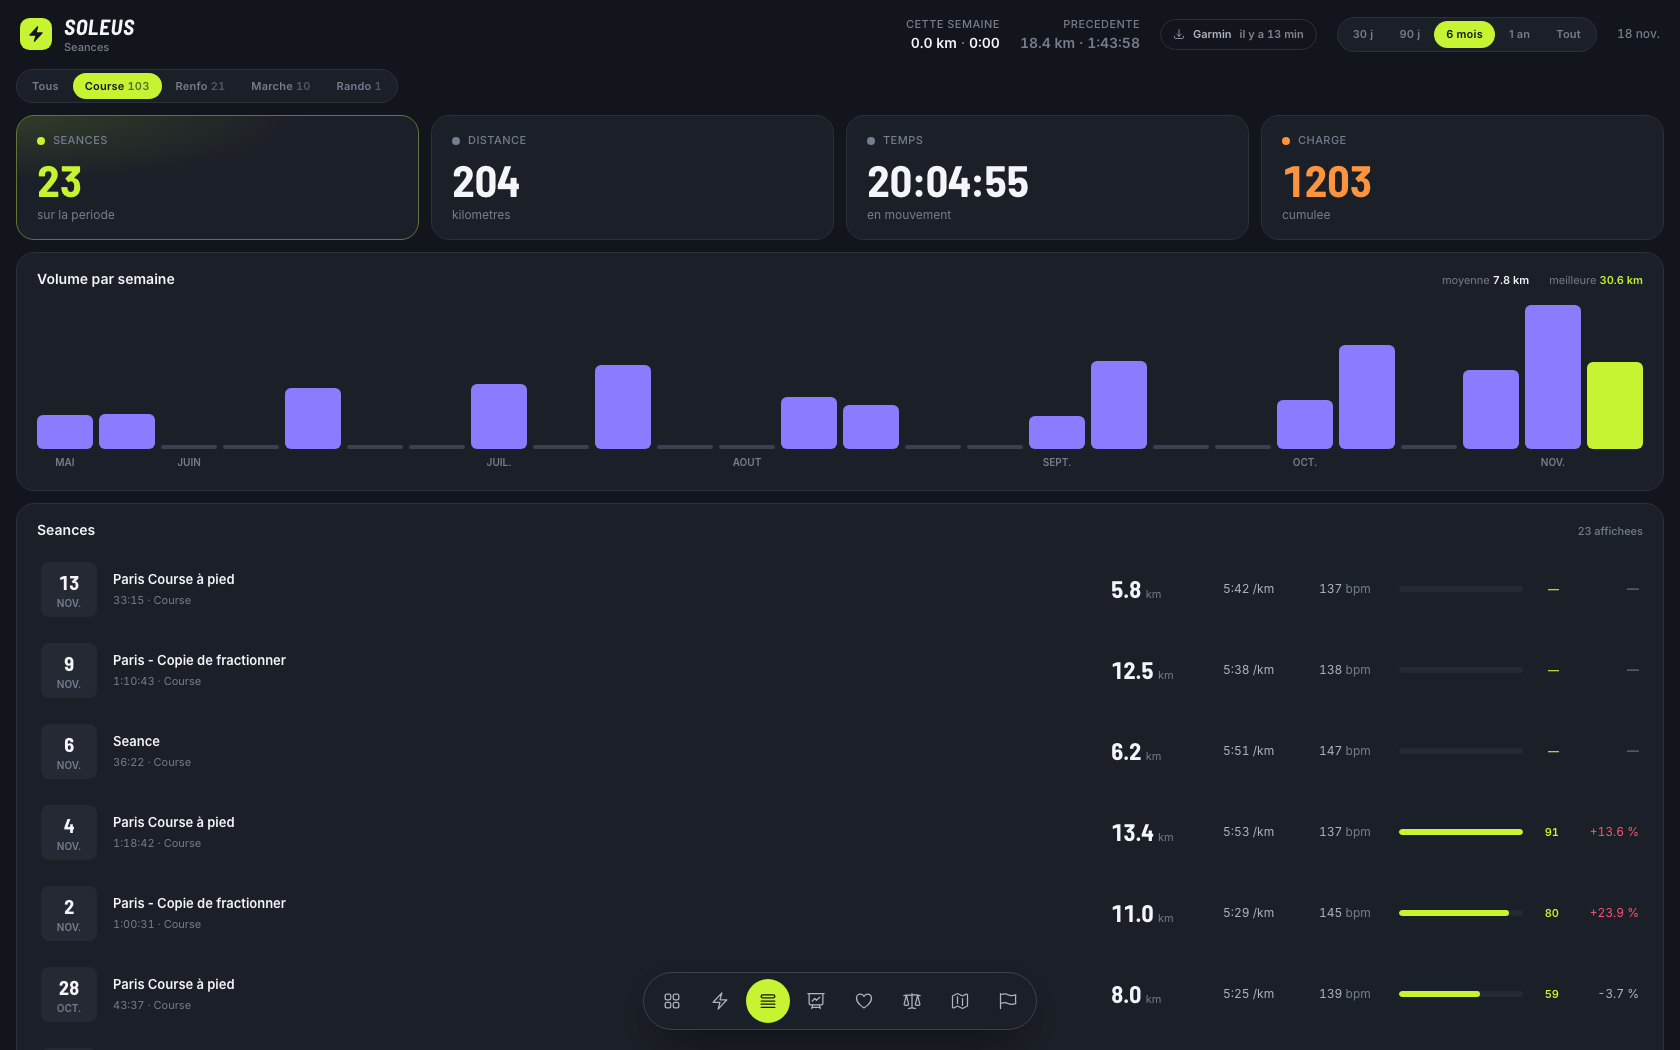 SOLEUS
Seances
CETTE SEMAINE
0.0 km · 0:00
PRECEDENTE
18.4 km · 1:43:58
Garmin il y a 13 min
30 j 90 j 6 mois 1 an Tout
18 nov.
Tous Course 103 Renfo 21 Marche 10 Rando 1
SEANCES
23
sur la periode
DISTANCE
204
kilometres
TEMPS
20:04:55
en mouvement
CHARGE
1203
cumulee
Volume par semaine
moyenne 7.8 km meilleure 30.6 km
MAI JUIN JUIL. AOUT SEPT. OCT. NOV.
Seances
23 affichees
13
NOV.
Paris Course à pied
33:15 · Course
5.8 km 5:42 /km 137 bpm — —
9
NOV.
Paris - Copie de fractionner
1:10:43 · Course
12.5 km 5:38 /km 138 bpm — —
6
NOV.
Seance
36:22 · Course
6.2 km 5:51 /km 147 bpm — —
4
NOV.
Paris Course à pied
1:18:42 · Course
13.4 km 5:53 /km 137 bpm 91 +13.6 %
2
NOV.
Paris - Copie de fractionner
1:00:31 · Course
11.0 km 5:29 /km 145 bpm 80 +23.9 %
28
OCT.
Paris Course à pied
43:37 · Course
8.0 km 5:25 /km 139 bpm 59 -3.7 %